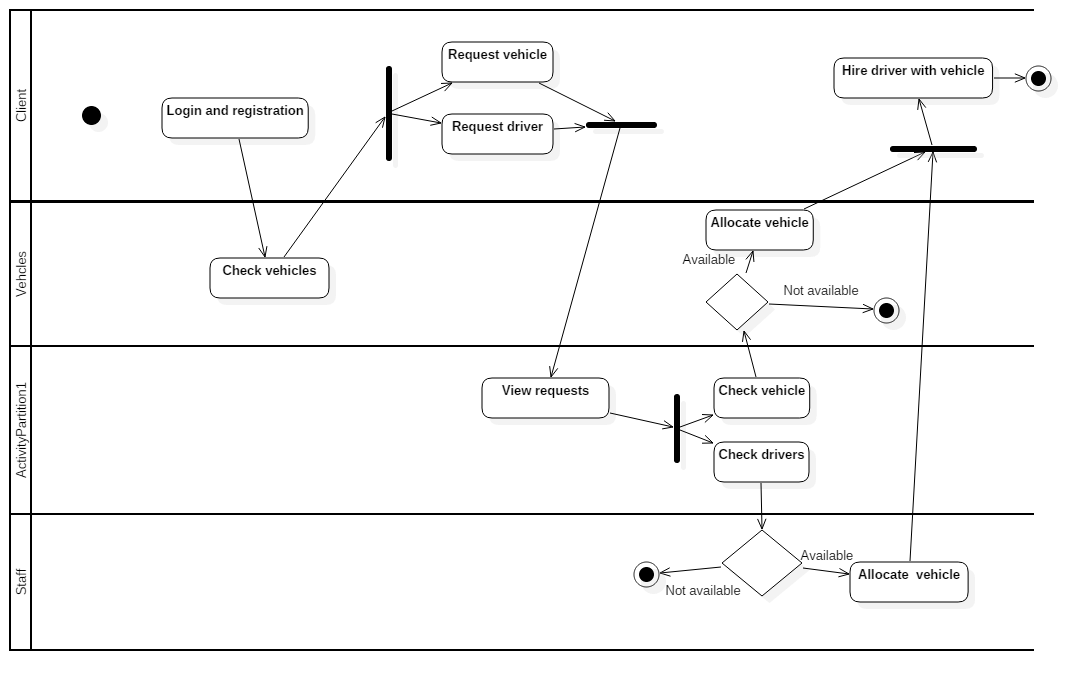 Client
Login and registration
Request vehicle
Request driver
Hire driver with vehicle
Vehcles
Check vehicles
Allocate vehicle
Available
Not available
ActivityPartition1
View requests
Check vehicle
Check drivers
Staff
Available
Not available
Allocate  vehicle